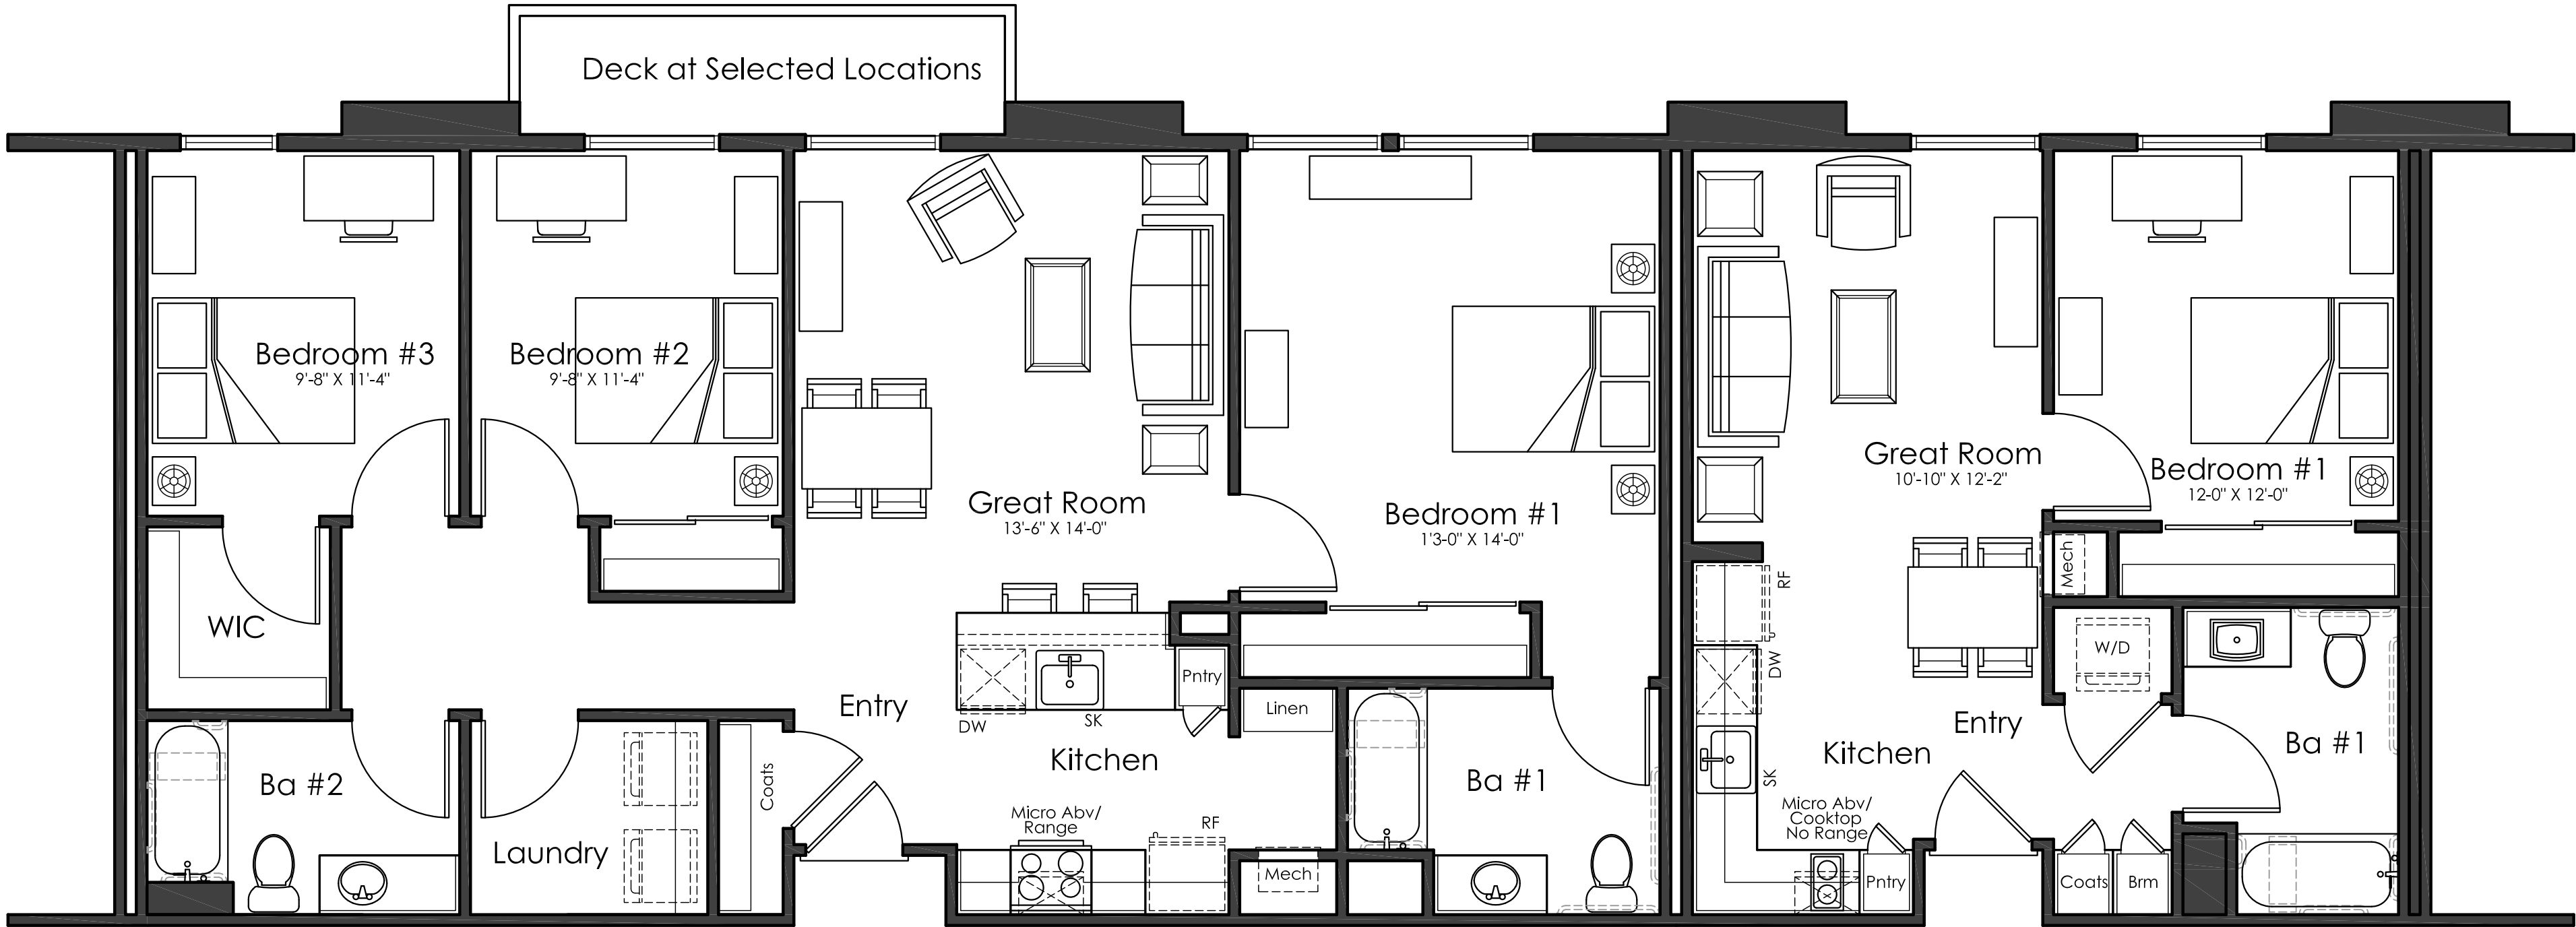 Deck at Selected Locations
Bedroom #3
9'-8" X 11'-4"
Bedroom #2
9'-8" X 11'-4"
Great Room
13'-6" X 14'-0"
Bedroom #1
1'3-0" X 14'-0"
Great Room
10'-10" X 12'-2"
Bedroom #1
12-0" X 12'-0"
WIC
Entry
Pntry
DW
SK
Linen
Kitchen
Coats
Ba #2
Laundry
Micro Abv/
Range
RF
Mech
Ba #1
RF
DW
SK
Mech
W/D
Entry
Kitchen
Ba #1
Micro Abv/
Cooktop
No Range
Pntry
Coats
Brm